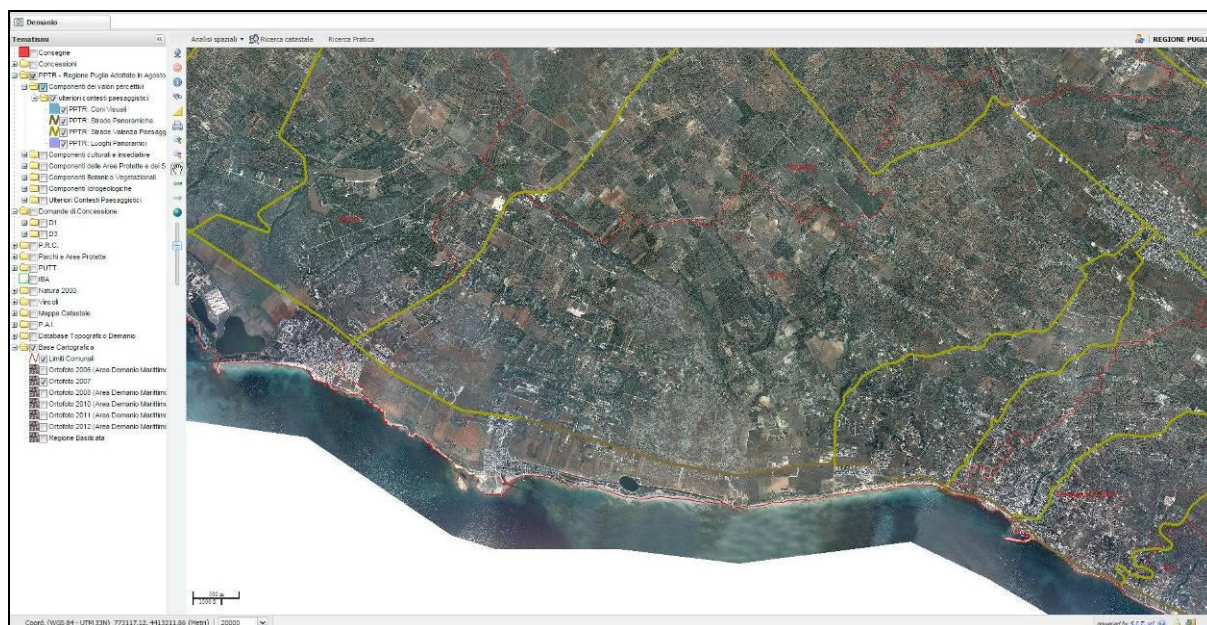 Demanio
Tematismi
Analisi spaziali
Ricerca catastale
Ricerca Pratica
REGIONE PUGLI
Consegne
Concessioni
PPTR - Regione Puglia Adottato in Agosto
Componenti dei valori percettivi
ulteriori contesti paesaggistici
PPTR: Coni Visuali
PPTR: Strade Panoramiche
PPTR: Strade Valenza Paesagg
PPTR: Luoghi Panoramici
Componenti culturali e insediative
Componenti delle Aree Protette e dei S
Componenti Botanico Vegetazionali
Componenti Idrogeologiche
Ulteriori Contesti Paesaggistici
Domande di Concessione
D1
D3
P.R.C.
Parchi e Aree Protette
PUTT
IBA
Natura 2000
Vincoli
Mappa Catastale
P.A.I.
Database Topografico Demanio
Base Cartografica
Limiti Comunali
Ortofoto 2006 (Area Demanio Marittimo
Ortofoto 2007
Ortofoto 2008 (Area Demanio Marittimo
Ortofoto 2010 (Area Demanio Marittimo
Ortofoto 2011 (Area Demanio Marittimo
Ortofoto 2012 (Area Demanio Marittimo
Regione Basilicata
500 m
Coord. (WGS 84 - UTM 33N) 773117.12, 4413211.86 (Metri)
20000
powered by S.I.T. srl